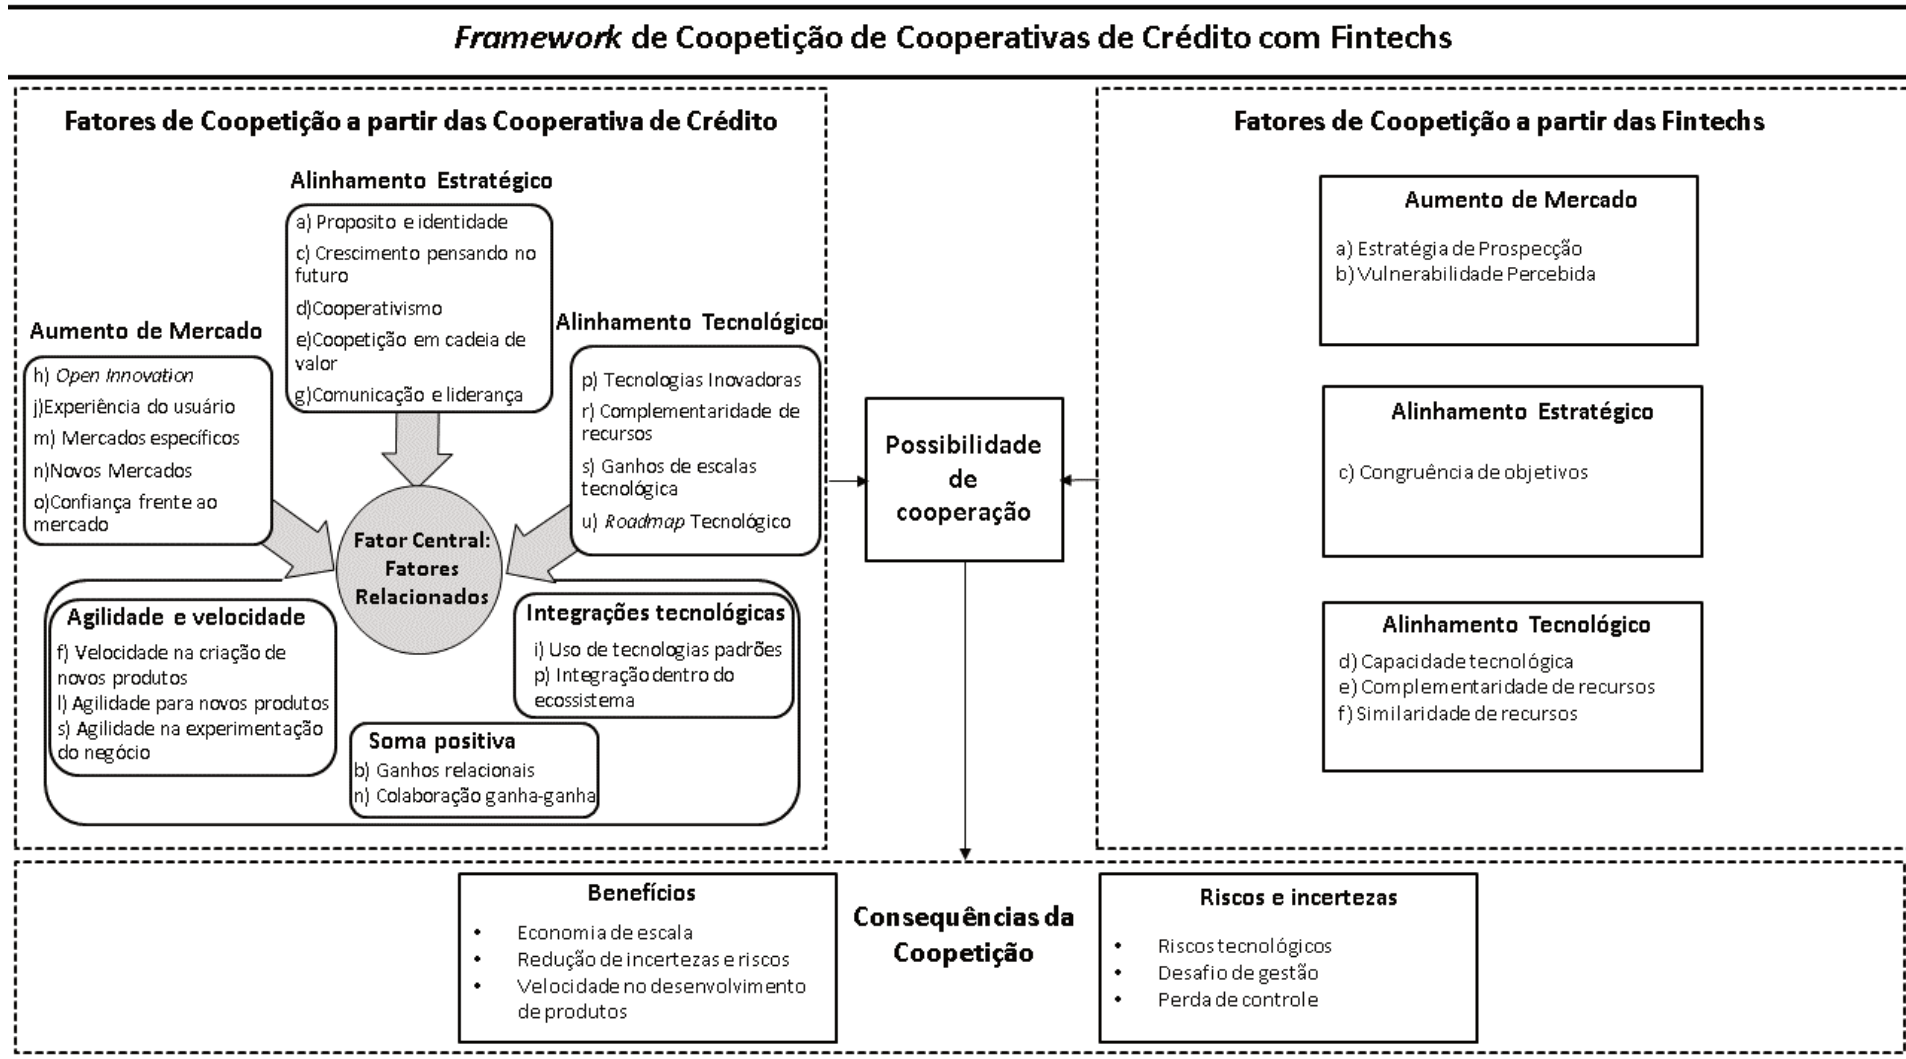 Framework de Coopetição de Cooperativas de Crédito com Fintechs
Fatores de Coopetição a partir das Cooperativa de Crédito
Alinhamento Estratégico
a) Proposito e identidade
c) Crescimento pensando no
futuro
d)Cooperativismo
e)Coopetição em cadeia de
valor
g)Comunicação e liderança
Aumento de Mercado
h) Open Innovation
j)Experiência do usuário
m) Mercados específicos
n)Novos Mercados
o)Confiança frente ao
mercado
Alinhamento Tecnológico
p) Tecnologias Inovadoras
r) Complementaridade de
recursos
s) Ganhos de escalas
tecnológica
u) Roadmap Tecnológico
Fator Central:
Fatores
Relacionados
Agilidade e velocidade
f) Velocidade na criação de
novos produtos
l) Agilidade para novos produtos
s) Agilidade na experimentação
do negócio
Integrações tecnológicas
i) Uso de tecnologias padrões
p) Integração dentro do
ecossistema
Soma positiva
b) Ganhos relacionais
n) Colaboração ganha-ganha
Possibilidade
de
cooperação
Fatores de Coopetição a partir das Fintechs
Aumento de Mercado
a) Estratégia de Prospecção
b) Vulnerabilidade Percebida
Alinhamento Estratégico
c) Congruência de objetivos
Alinhamento Tecnológico
d) Capacidade tecnológica
e) Complementaridade de recursos
f) Similaridade de recursos
Benefícios
• Economia de escala
• Redução de incertezas e riscos
• Velocidade no desenvolvimento
de produtos
Consequências da
Coopetição
Riscos e incertezas
• Riscos tecnológicos
• Desafio de gestão
• Perda de controle